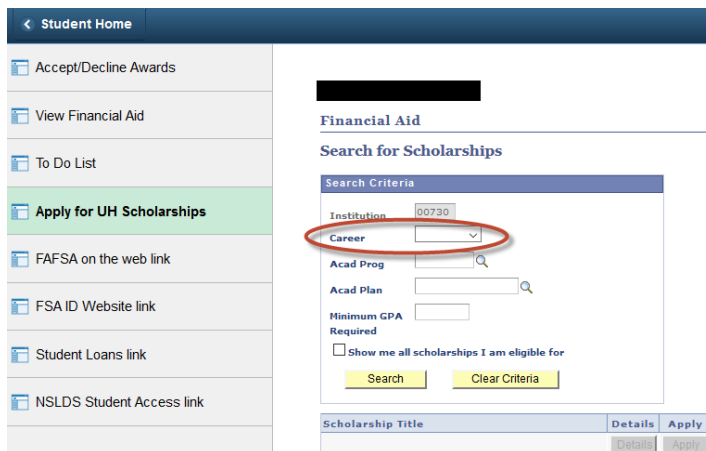 Student Home
Accept/Decline Awards
View Financial Aid
To Do List
Apply for UH Scholarships
FAFSA on the web link
FSA ID Website link
Student Loans link
NSLDS Student Access link
Financial Aid
Search for Scholarships
Search Criteria
Institution 00730
Career
Acad Prog
Acad Plan
Minimum GPA
Required
Show me all scholarships I am eligible for
Search Clear Criteria
Scholarship Title Details Apply
Details Apply